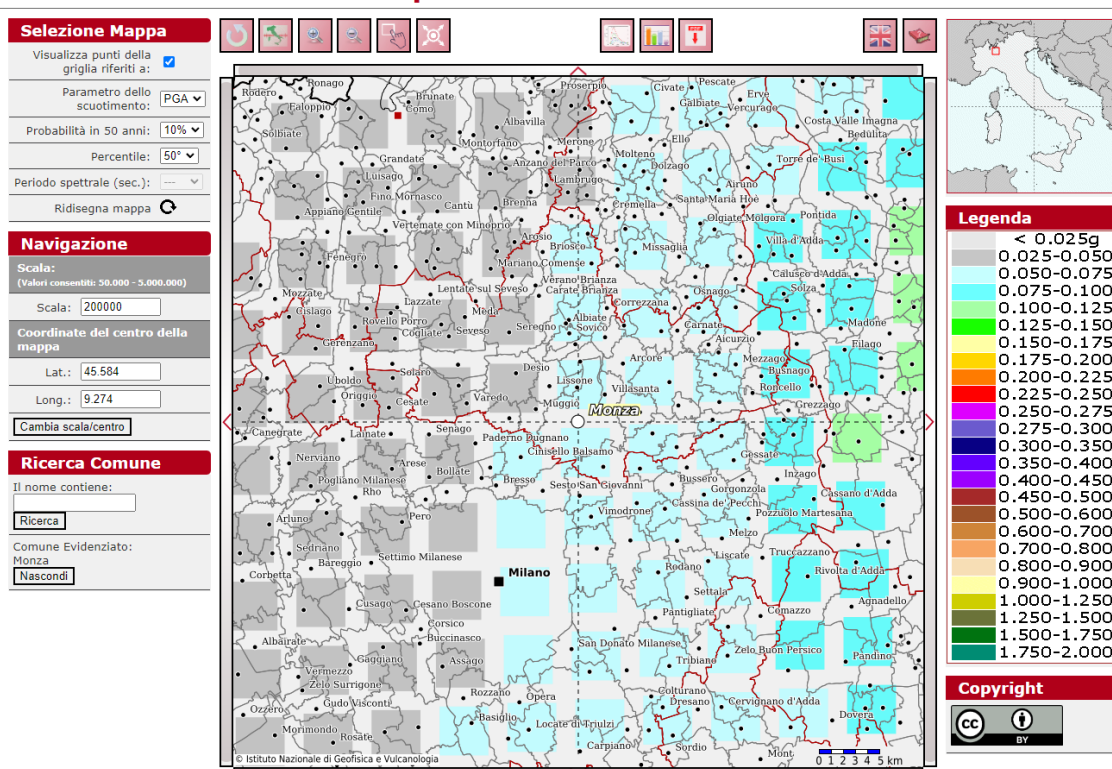 Selezione Mappa
Visualizza punti della
griglia riferiti a:
Parametro dello
scuotimento: PGA
Probabilità in 50 anni: 10%
Percentile: 50°
Periodo spettrale (sec.): ---
Ridisegna mappa
Navigazione
Scala:
(Valori consentiti: 50.000 - 5.000.000)
Scala: 200000
Coordinate del centro della
mappa
Lat.: 45.584
Long.: 9.274
Cambia scala/centro
Ricerca Comune
Il nome contiene:
Ricerca
Comune Evidenziato:
Monza
Nascondi
Rodero
Ronago
Faloppio
Solbiate
Brunate
Como
Albavilla
Proserpio
Civate
Pescate
Galbiate
Erve
Vercurago
Costa Valle Imagna
Bedulita
Montorfano
Merone
Ello
Grandate
Anzano del Parco
Molteno
Dolzago
Torre de' Busi
Luisago
Lambrugo
Airuno
Fino Mornasco
Cantù
Brenna
Cremella
Santa Maria Hoè
Appiano Gentile
Vertemate con Minoprio
Olgiate Molgora
Pontida
Arosio
Briosco
Missaglia
Villa d'Adda
Fenegrò
Mariano Comense
Verano Brianza
Carate Brianza
Calusco d'Adda
Solza
Mozzate
Lentate sul Seveso
Osnago
Cislago
Lazzate
Meda
Correzzana
Rovello Porro
Cogliate
Seveso
Seregno
Albiate
Sovico
Carnate
Madone
Gerenzano
Aicurzio
Filago
Arcore
Mezzago
Busnago
Solaro
Desio
Uboldo
Origgio
Lissone
Villasanta
Roncello
Cesate
Varedo
Muggiò
Monza
Grezzago
Canegrate
Lainate
Senago
Paderno Dugnano
Cinisello Balsamo
Gessate
Nerviano
Arese
Bollate
Inzago
Pogliano Milanese
Rho
Bresso
Sesto San Giovanni
Bussero
Gorgonzola
Cassano d'Adda
Cassina de' Pecchi
Pozzuolo Martesana
Arluno
Pero
Vimodrone
Melzo
Sedriano
Bareggio
Settimo Milanese
Liscate
Truccazzano
Corbetta
Milano
Rodano
Rivolta d'Adda
Settala
Cusago
Cesano Boscone
Pantigliate
Comazzo
Agnadello
Corsico
Buccinasco
Albairate
San Donato Milanese
Gaggiano
Assago
Tribiano
Zelo Buon Persico
Pandino
Vermezzo
Zelo Surrigone
Rozzano
Opera
Colturano
Dresano
Cervignano d'Adda
Ozzero
Gudo Visconti
Basiglio
Locate di Triulzi
Dovera
Morimondo
Rosate
Carpiano
Sordio
Mont
© Istituto Nazionale di Geofisica e Vulcanologia
0 1 2 3 4 5 km
Legenda
< 0.025g
0.025-0.050
0.050-0.075
0.075-0.100
0.100-0.125
0.125-0.150
0.150-0.175
0.175-0.200
0.200-0.225
0.225-0.250
0.250-0.275
0.275-0.300
0.300-0.350
0.350-0.400
0.400-0.450
0.450-0.500
0.500-0.600
0.600-0.700
0.700-0.800
0.800-0.900
0.900-1.000
1.000-1.250
1.250-1.500
1.500-1.750
1.750-2.000
Copyright
cc
BY